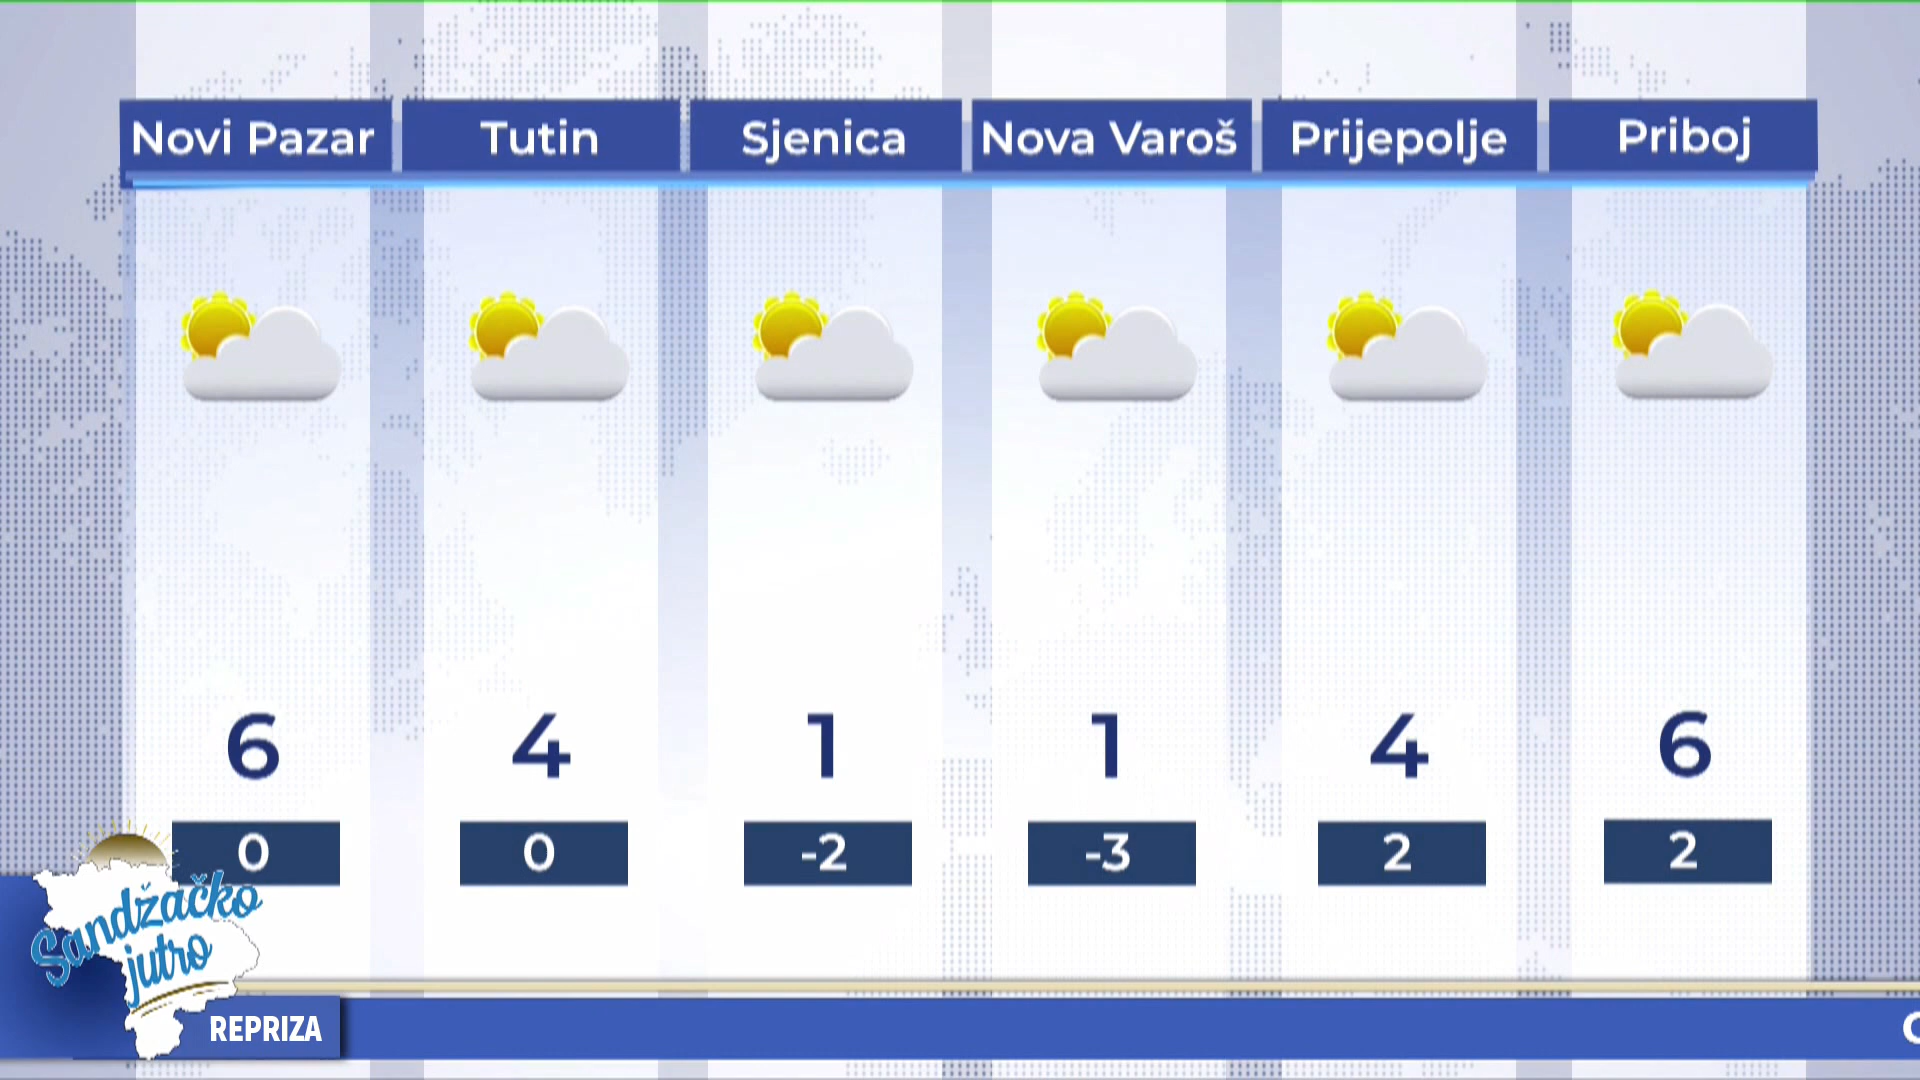 Novi Pazar Tutin Sjenica Nova Varoš Prijepolje Priboj
6 4 1 1 4 6
0 0 -2 -3 2 2
Sandžačko
jutro
REPRIZA